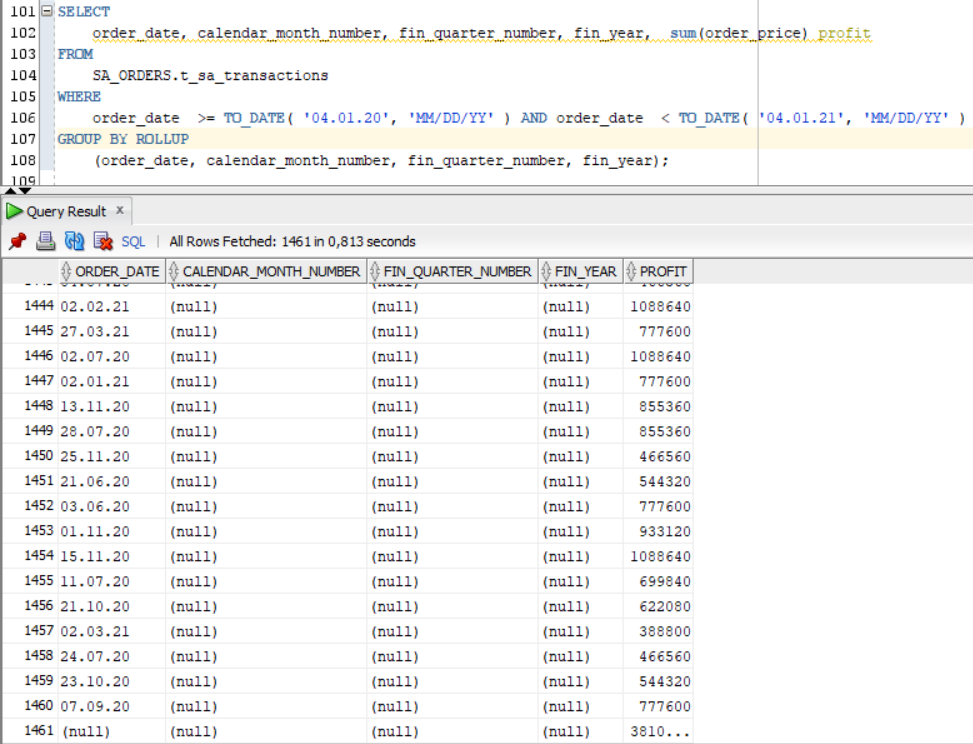 101 SELECT
102 order_date, calendar_month_number, fin_quarter_number, fin_year, sum(order_price) profit
103 FROM
104 SA_ORDERS.t_sa_transactions
105 WHERE
106 order_date >= TO_DATE( '04.01.20', 'MM/DD/YY' ) AND order_date < TO_DATE( '04.01.21', 'MM/DD/YY' )
107 GROUP BY ROLLUP
108 (order_date, calendar_month_number, fin_quarter_number, fin_year);
109
Query Result x
SQL | All Rows Fetched: 1461 in 0,813 seconds
ORDER_DATE CALENDAR_MONTH_NUMBER FIN_QUARTER_NUMBER FIN_YEAR PROFIT
1444 02.02.21 (null) (null) (null) 1088640
1445 27.03.21 (null) (null) (null) 777600
1446 02.07.20 (null) (null) (null) 1088640
1447 02.01.21 (null) (null) (null) 777600
1448 13.11.20 (null) (null) (null) 855360
1449 28.07.20 (null) (null) (null) 855360
1450 25.11.20 (null) (null) (null) 466560
1451 21.06.20 (null) (null) (null) 544320
1452 03.06.20 (null) (null) (null) 777600
1453 01.11.20 (null) (null) (null) 933120
1454 15.11.20 (null) (null) (null) 1088640
1455 11.07.20 (null) (null) (null) 699840
1456 21.10.20 (null) (null) (null) 622080
1457 02.03.21 (null) (null) (null) 388800
1458 24.07.20 (null) (null) (null) 466560
1459 23.10.20 (null) (null) (null) 544320
1460 07.09.20 (null) (null) (null) 777600
1461 (null) (null) (null) (null) 3810...